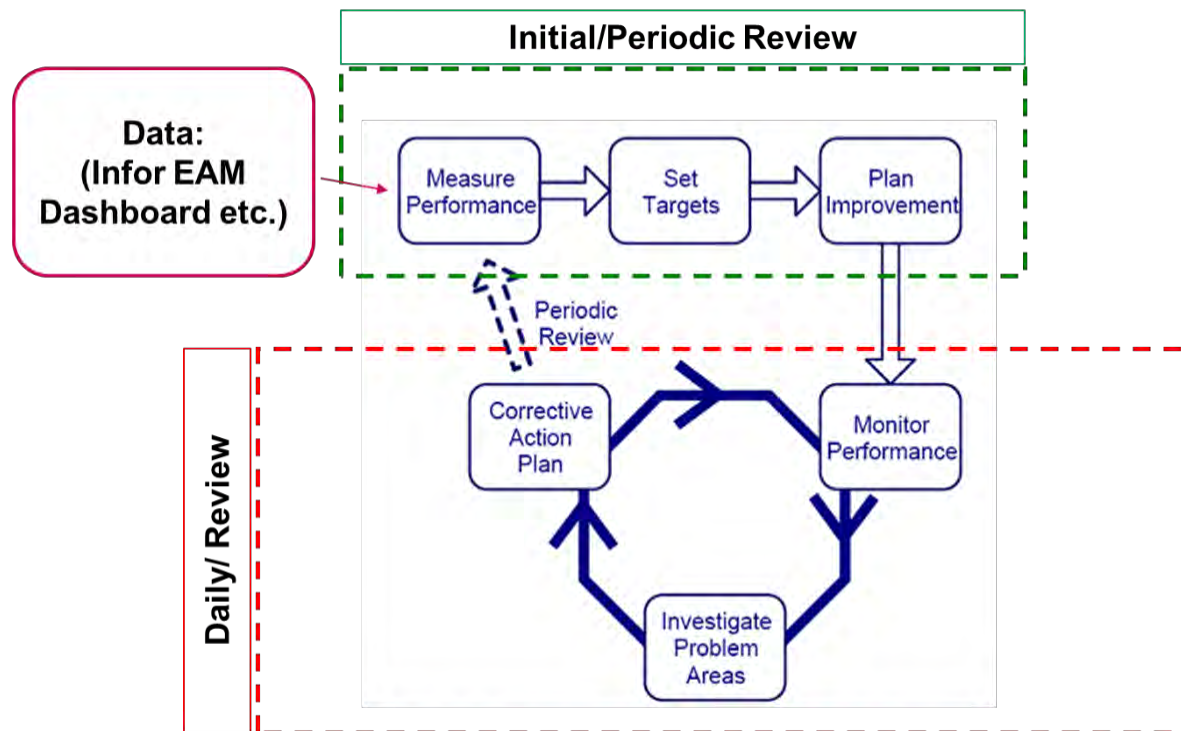 Initial/Periodic Review
Data:
(Infor EAM
Dashboard etc.)
Measure
Performance
Set
Targets
Plan
Improvement
Periodic
Review
Daily/ Review
Corrective
Action
Plan
Monitor
Performance
Investigate
Problem
Areas